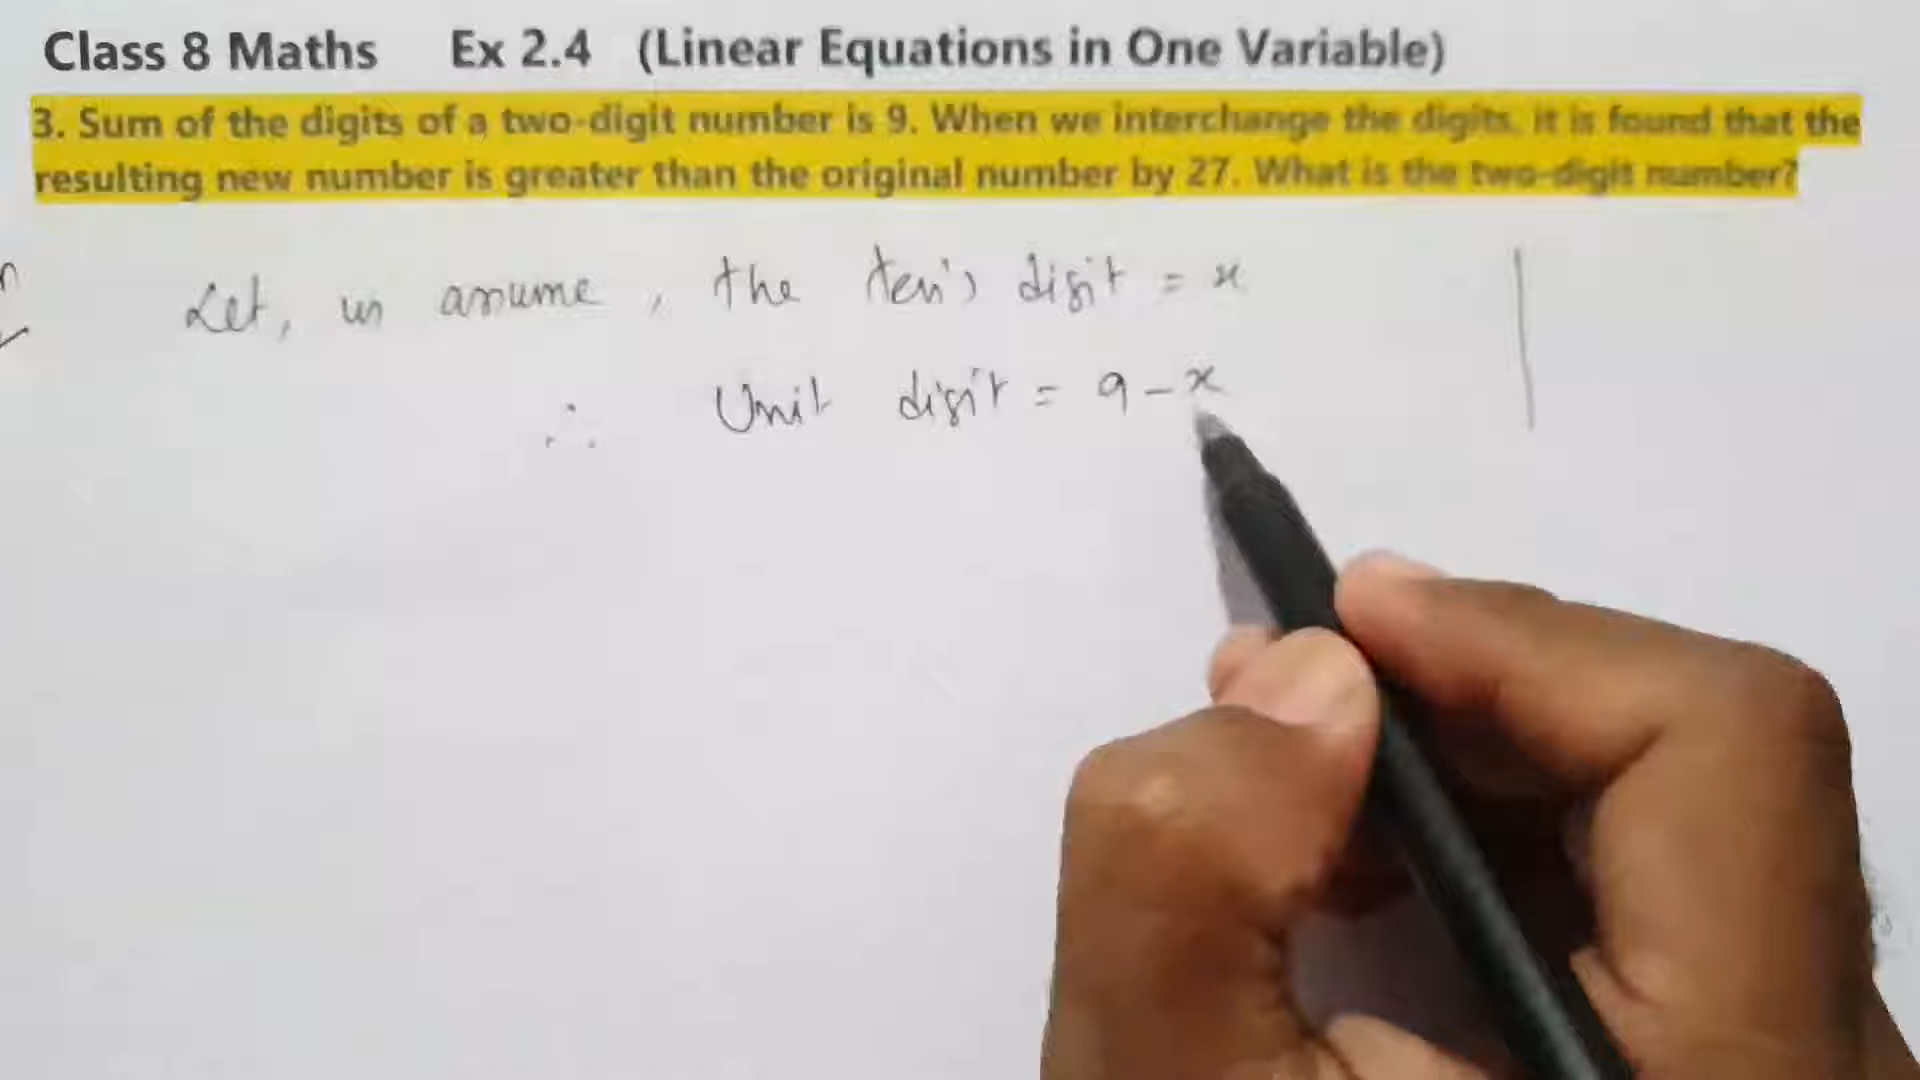 Class 8 Maths Ex 2.4 (Linear Equations in One Variable)
3. Sum of the digits of a two-digit number is 9. When we interchange the digits, it is found that the
resulting new number is greater than the original number by 27. What is the two-digit number?
Let, us assume, the ten's digit = x
∴ Unit digit = 9 - x